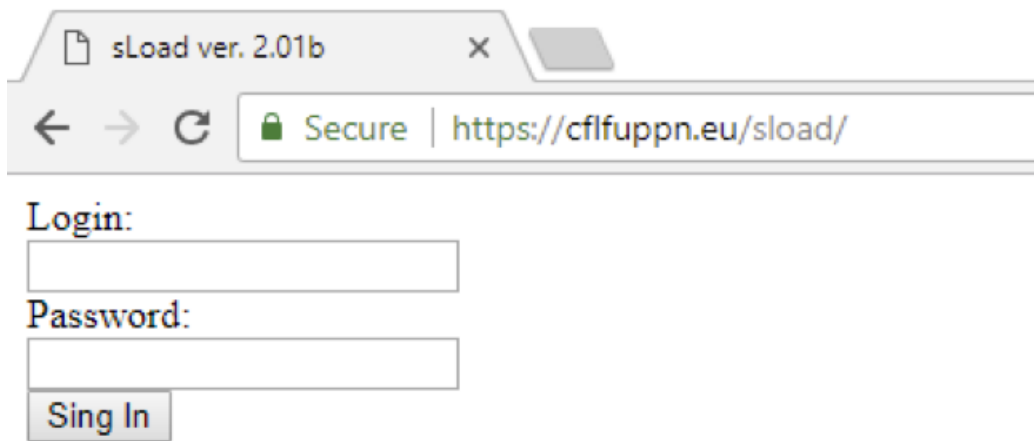 sLoad ver. 2.01b
Secure https://cflfuppn.eu/sload/
Login:
Password:
Sing In